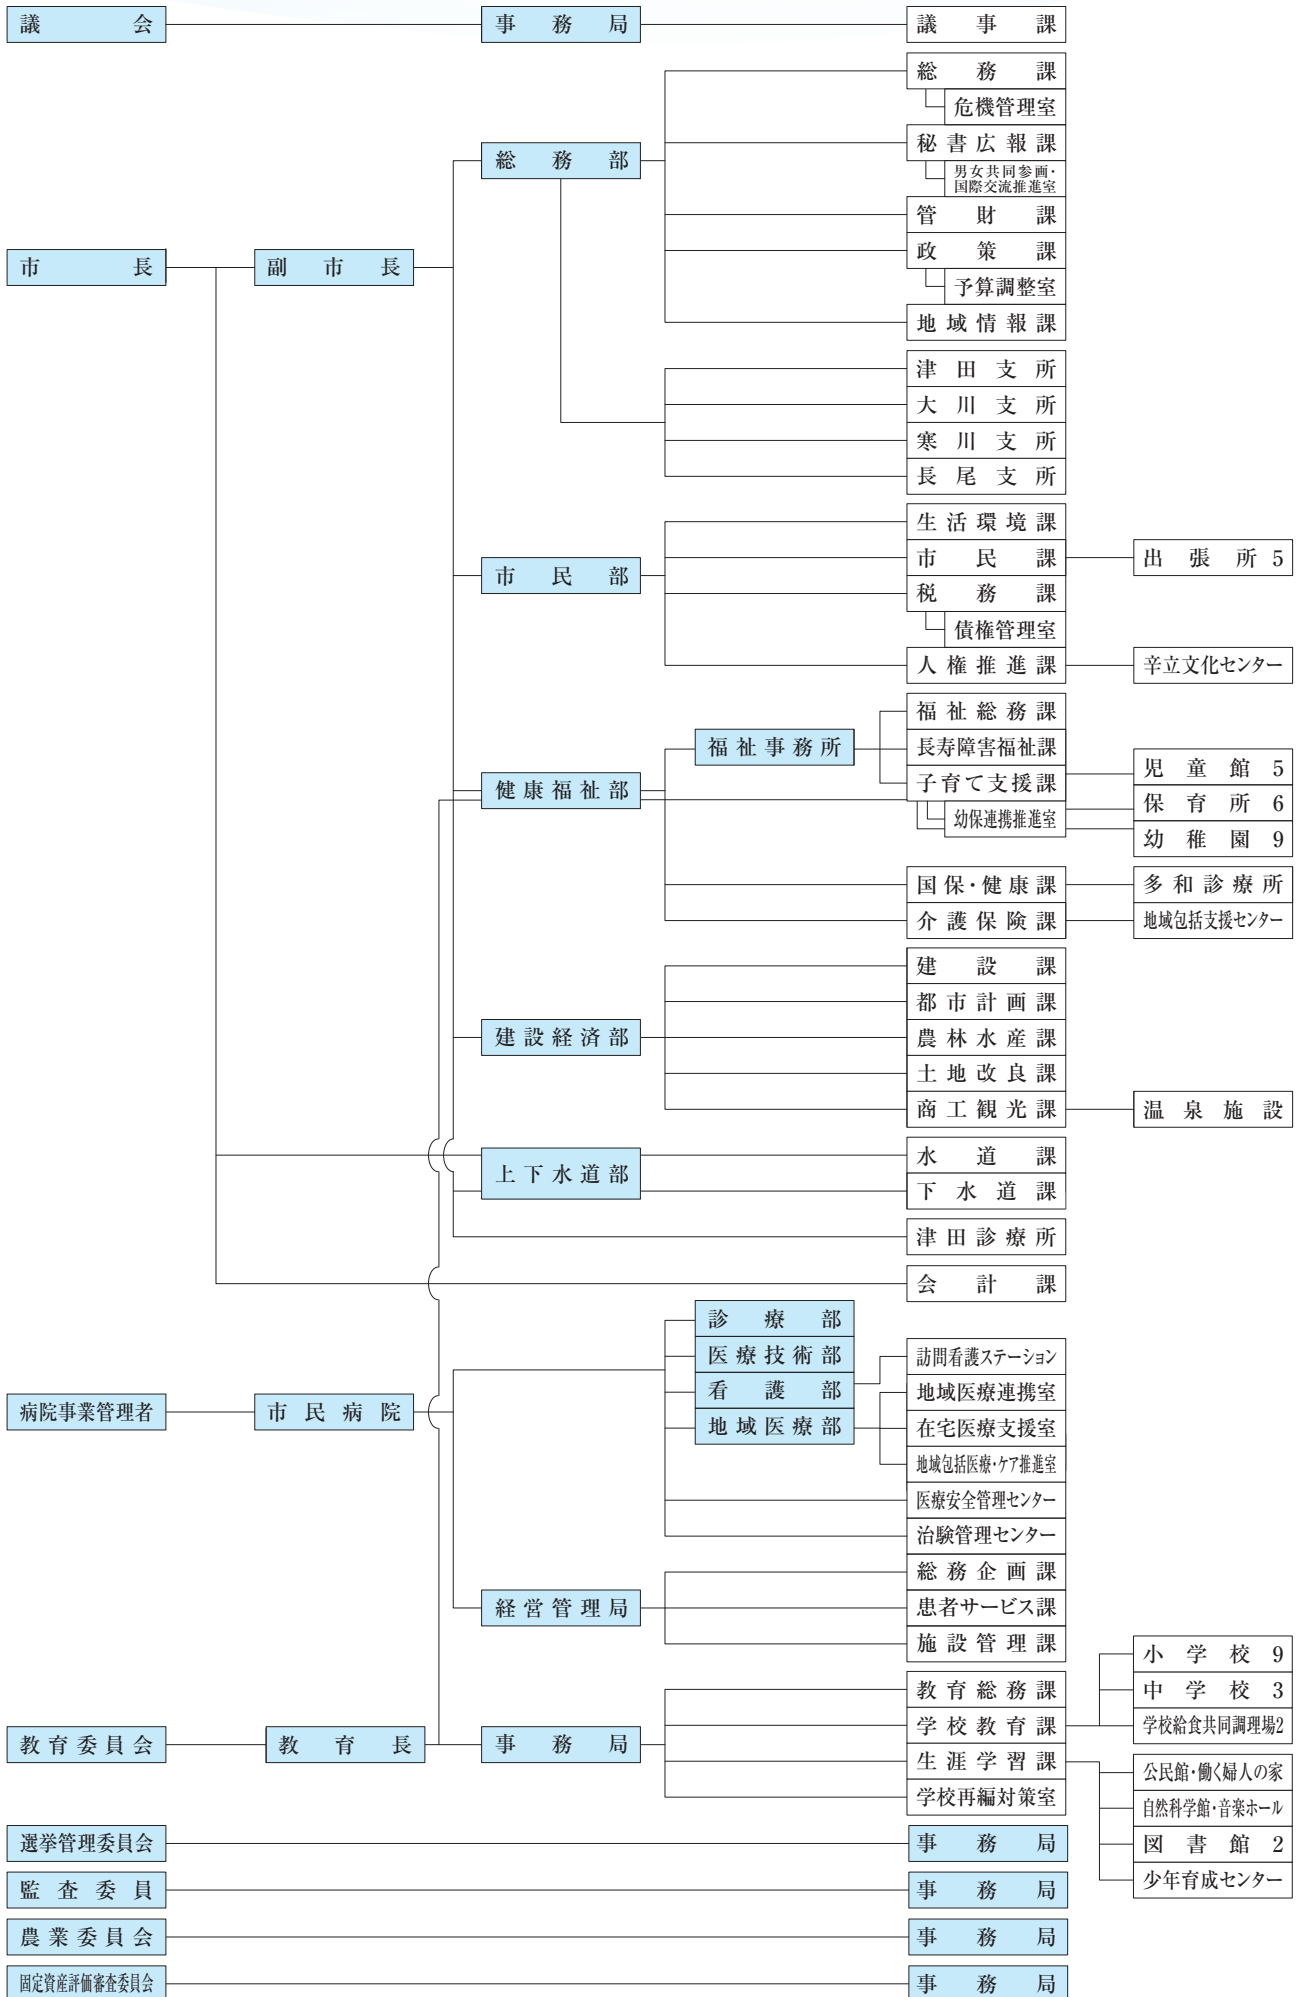 議会
事務局
議事課
総務課
危機管理室
秘書広報課
男女共同参画・
国際交流推進室
総務部
管財課
政策課
予算調整室
地域情報課
市長
副市長
津田支所
大川支所
寒川支所
長尾支所
市民部
生活環境課
市民課
出張所5
税務課
債権管理室
人権推進課
辛立文化センター
健康福祉部
福祉事務所
福祉総務課
長寿障害福祉課
子育て支援課
幼保連携推進室
児童館5
保育所6
幼稚園9
国保・健康課
多和診療所
介護保険課
地域包括支援センター
建設経済部
建設課
都市計画課
農林水産課
土地改良課
商工観光課
温泉施設
上下水道部
水道課
下水道課
津田診療所
会計課
病院事業管理者
市民病院
診療部
医療技術部
看護部
地域医療部
訪問看護ステーション
地域医療連携室
在宅医療支援室
地域包括医療・ケア推進室
医療安全管理センター
治験管理センター
経営管理局
総務企画課
患者サービス課
施設管理課
教育委員会
教育長
事務局
教育総務課
学校教育課
生涯学習課
学校再編対策室
小学校9
中学校3
学校給食共同調理場2
公民館・働く婦人の家
自然科学館・音楽ホール
図書館2
少年育成センター
選挙管理委員会
事務局
監査委員
事務局
農業委員会
事務局
固定資産評価審査委員会
事務局